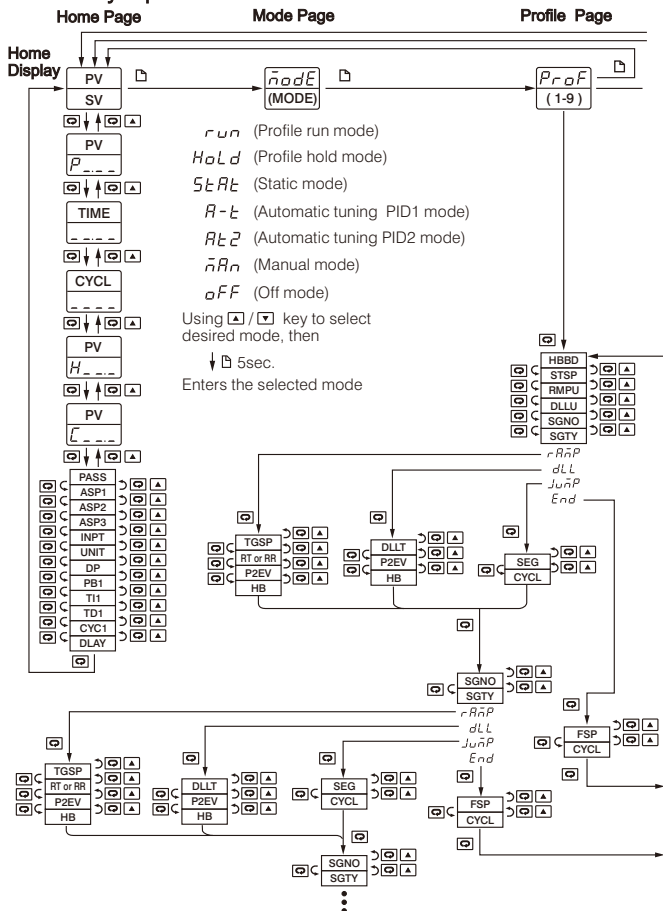 Home Page
Mode Page
Profile Page
Home Display
PV
SV
modE
(MODE)
ProF
( 1-9 )
PV
P_ _._ _
TIME
_ _._ _
CYCL
_ _ _ _
PV
H_ _ _._
PV
C_ _ _._
run (Profile run mode)
HoLd (Profile hold mode)
StAt (Static mode)
A-t (Automatic tuning PID1 mode)
At2 (Automatic tuning PID2 mode)
mAn (Manual mode)
oFF (Off mode)
Using ▲ / ▼ key to select
desired mode, then
5sec.
Enters the selected mode
PASS
ASP1
ASP2
ASP3
INPT
UNIT
DP
PB1
TI1
TD1
CYC1
DLAY
HBBD
STSP
RMPU
DLLU
SGNO
SGTY
rAmP
dLL
JumP
End
TGSP
RT or RR
P2EV
HB
DLLT
P2EV
HB
SEG
CYCL
SGNO
SGTY
rAmP
dLL
JumP
End
FSP
CYCL
TGSP
RT or RR
P2EV
HB
DLLT
P2EV
HB
SEG
CYCL
FSP
CYCL
SGNO
SGTY